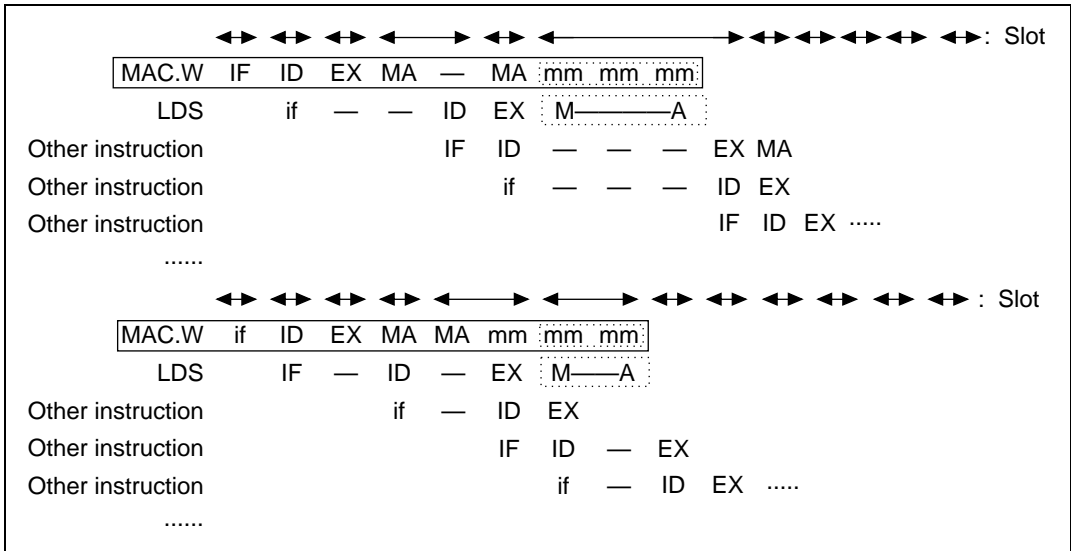 : Slot
MAC.W IF ID EX MA — MA mm mm mm
LDS if — — ID EX M————A
Other instruction IF ID — — — EX MA
Other instruction if — — — ID EX
Other instruction IF ID EX .....
......
: Slot
MAC.W if ID EX MA MA mm mm mm
LDS IF — ID — EX M——A
Other instruction if — ID EX
Other instruction IF ID — EX
Other instruction if — ID EX .....
......